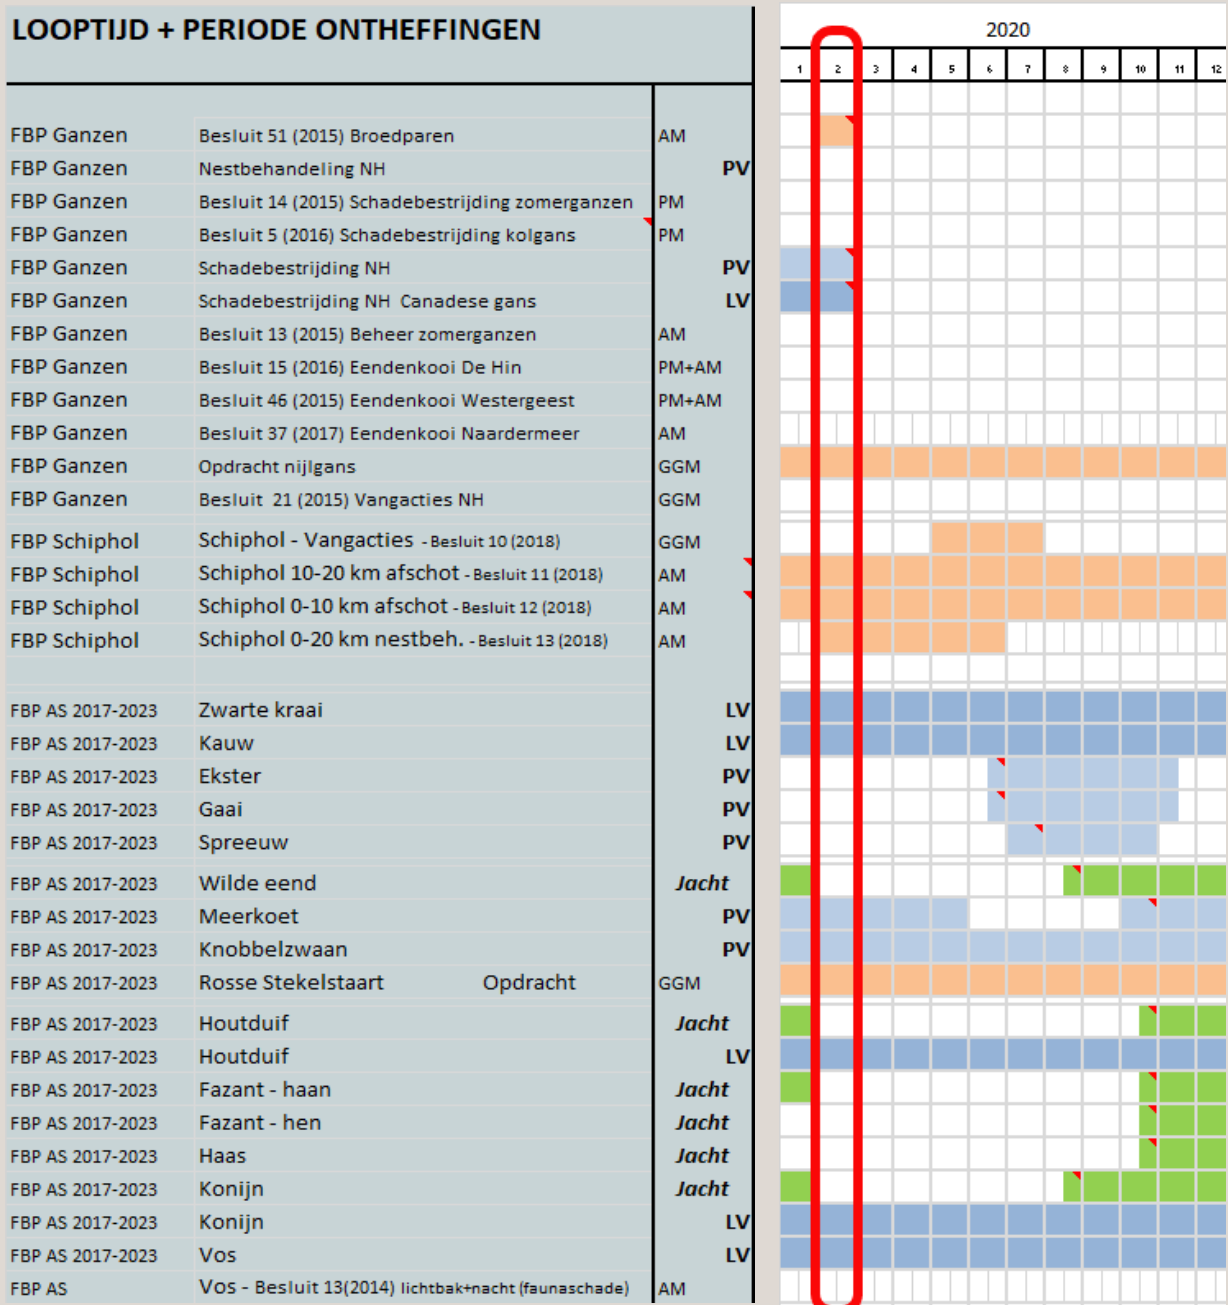 LOOPTIJD + PERIODE ONTHEFFINGEN
2020
1 2 3 4 5 6 7 8 9 10 11 12
FBP Ganzen Besluit 51 (2015) Broedparen AM
FBP Ganzen Nestbehandeling NH PV
FBP Ganzen Besluit 14 (2015) Schadebestrijding zomerganzen PM
FBP Ganzen Besluit 5 (2016) Schadebestrijding kolgans PM
FBP Ganzen Schadebestrijding NH PV
FBP Ganzen Schadebestrijding NH Canadese gans LV
FBP Ganzen Besluit 13 (2015) Beheer zomerganzen AM
FBP Ganzen Besluit 15 (2016) Eendenkooi De Hin PM+AM
FBP Ganzen Besluit 46 (2015) Eendenkooi Westergeest PM+AM
FBP Ganzen Besluit 37 (2017) Eendenkooi Naardermeer AM
FBP Ganzen Opdracht nijlgans GGM
FBP Ganzen Besluit 21 (2015) Vangacties NH GGM
FBP Schiphol Schiphol - Vangacties - Besluit 10 (2018) GGM
FBP Schiphol Schiphol 10-20 km afschot - Besluit 11 (2018) AM
FBP Schiphol Schiphol 0-10 km afschot - Besluit 12 (2018) AM
FBP Schiphol Schiphol 0-20 km nestbeh. - Besluit 13 (2018) AM
FBP AS 2017-2023 Zwarte kraai LV
FBP AS 2017-2023 Kauw LV
FBP AS 2017-2023 Ekster PV
FBP AS 2017-2023 Gaai PV
FBP AS 2017-2023 Spreeuw PV
FBP AS 2017-2023 Wilde eend Jacht
FBP AS 2017-2023 Meerkoet PV
FBP AS 2017-2023 Knobbelzwaan PV
FBP AS 2017-2023 Rosse Stekelstaart Opdracht GGM
FBP AS 2017-2023 Houtduif Jacht
FBP AS 2017-2023 Houtduif LV
FBP AS 2017-2023 Fazant - haan Jacht
FBP AS 2017-2023 Fazant - hen Jacht
FBP AS 2017-2023 Haas Jacht
FBP AS 2017-2023 Konijn Jacht
FBP AS 2017-2023 Konijn LV
FBP AS 2017-2023 Vos LV
FBP AS Vos - Besluit 13(2014) lichtbak+nacht (faunaschade) AM